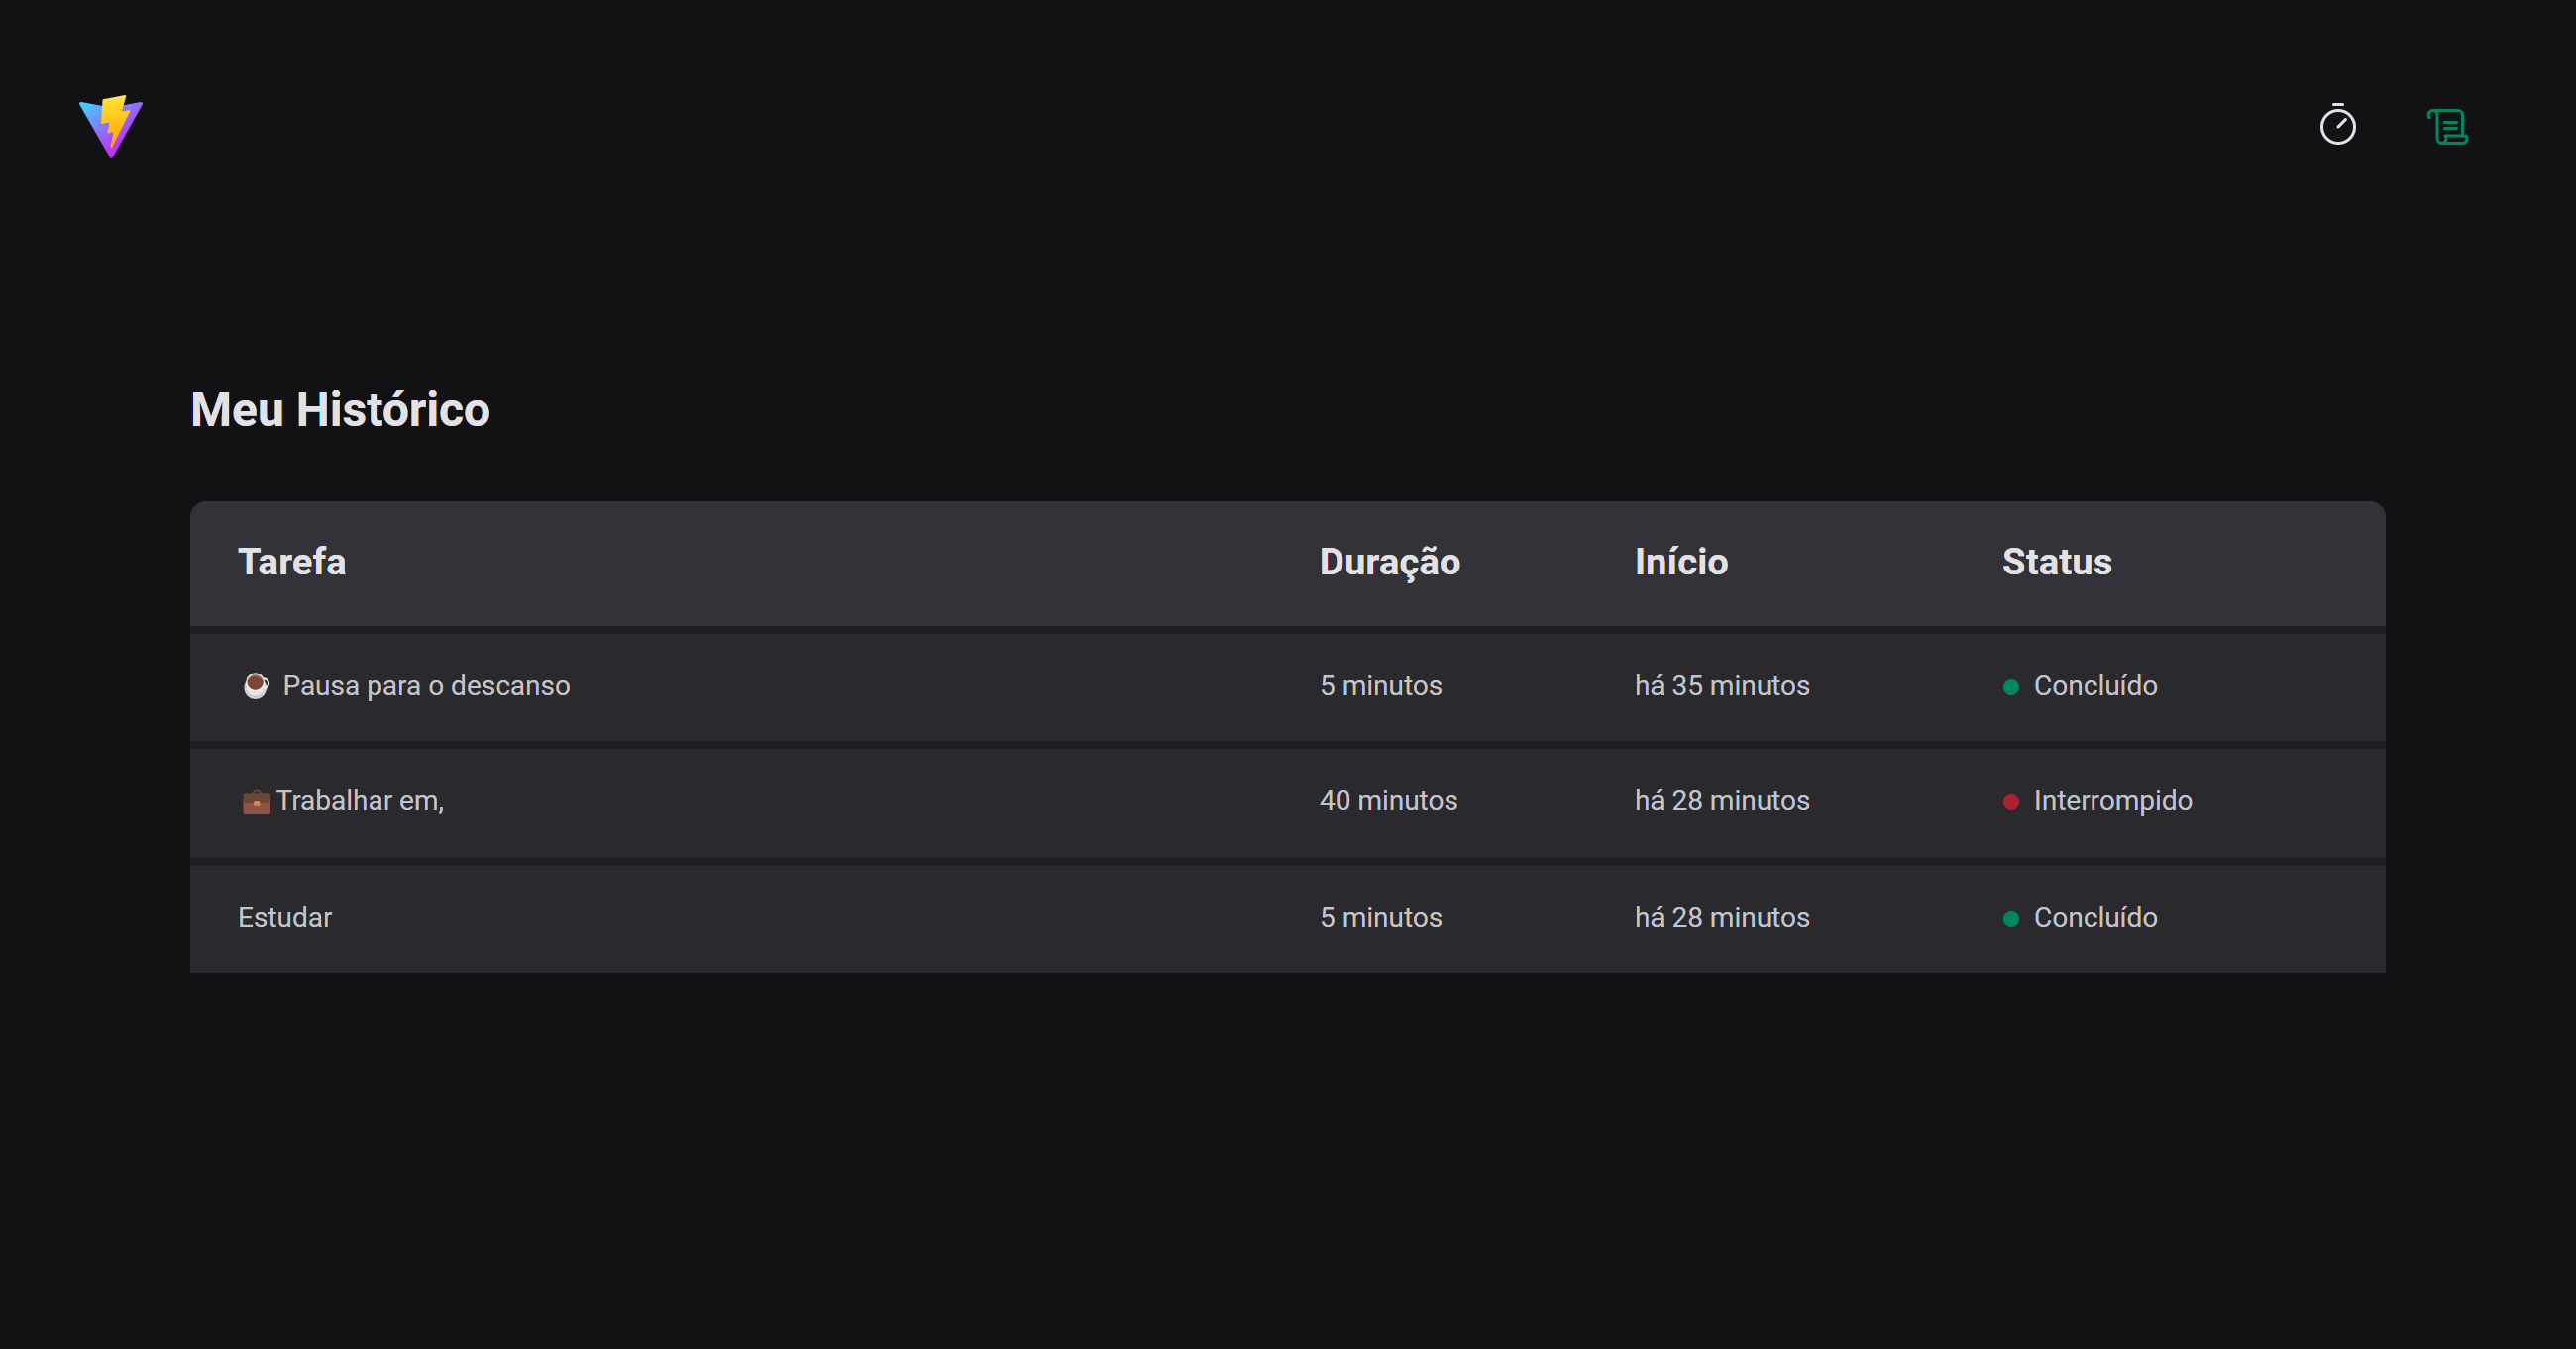 Meu Histórico
Tarefa Duração Início Status
☕ Pausa para o descanso 5 minutos há 35 minutos Concluído
💼 Trabalhar em, 40 minutos há 28 minutos Interrompido
Estudar 5 minutos há 28 minutos Concluído